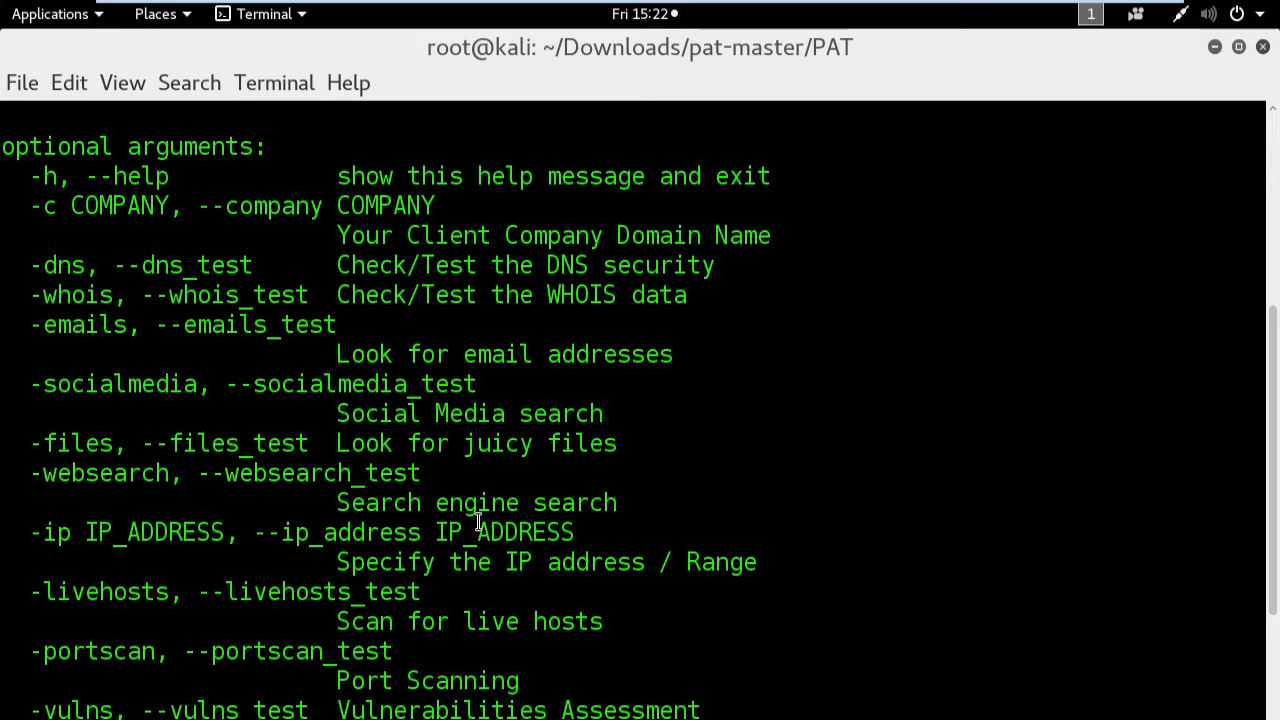 Applications Places Terminal Fri 15:22 1
root@kali: ~/Downloads/pat-master/PAT
File Edit View Search Terminal Help
optional arguments:
-h, --help show this help message and exit
-c COMPANY, --company COMPANY
Your Client Company Domain Name
-dns, --dns_test Check/Test the DNS security
-whois, --whois_test Check/Test the WHOIS data
-emails, --emails_test
Look for email addresses
-socialmedia, --socialmedia_test
Social Media search
-files, --files_test Look for juicy files
-websearch, --websearch_test
Search engine search
-ip IP_ADDRESS, --ip_address IP_ADDRESS
Specify the IP address / Range
-livehosts, --livehosts_test
Scan for live hosts
-portscan, --portscan_test
Port Scanning
-vulns, --vulns_test Vulnerabilities Assessment